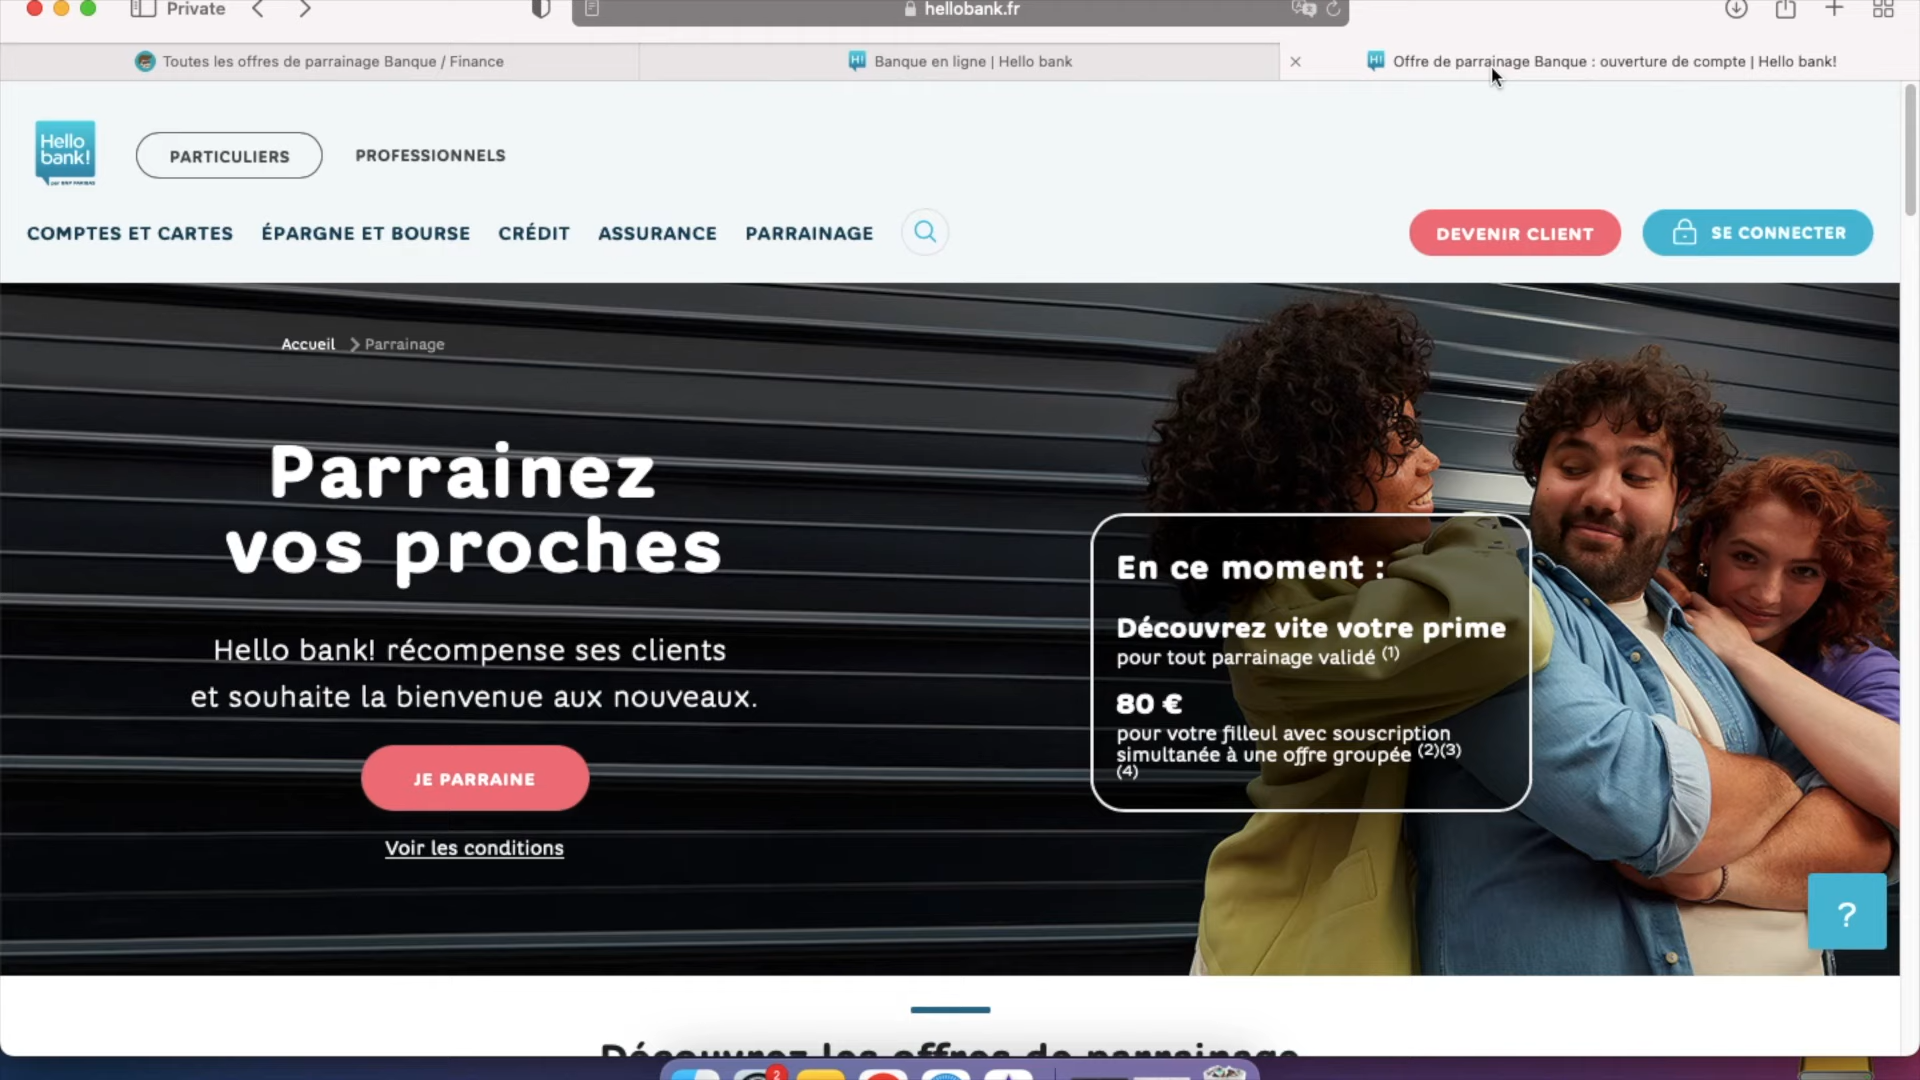 Private
hellobank.fr
Toutes les offres de parrainage Banque / Finance
Banque en ligne | Hello bank
Offre de parrainage Banque : ouverture de compte | Hello bank!
Hello
bank!
par BNP PARIBAS
PARTICULIERS
PROFESSIONNELS
COMPTES ET CARTES
ÉPARGNE ET BOURSE
CRÉDIT
ASSURANCE
PARRAINAGE
DEVENIR CLIENT
SE CONNECTER
Accueil
Parrainage
Parrainez
vos proches
Hello bank! récompense ses clients
et souhaite la bienvenue aux nouveaux.
JE PARRAINE
Voir les conditions
En ce moment :
Découvrez vite votre prime
pour tout parrainage validé (1)
80 €
pour votre filleul avec souscription
simultanée à une offre groupée (2)(3)
(4)
?
Découvrez les offres de parrainage
2